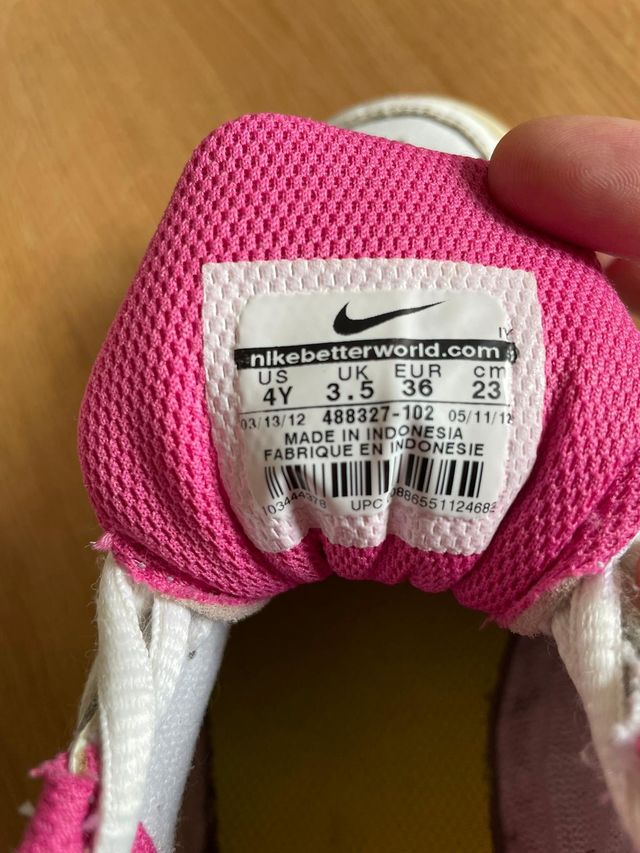 nikebetterworld.com
US UK EUR cm
4Y 3.5 36 23
03/13/12 488327-102 05/11/12
MADE IN INDONESIA
FABRIQUE EN INDONESIE
UPC